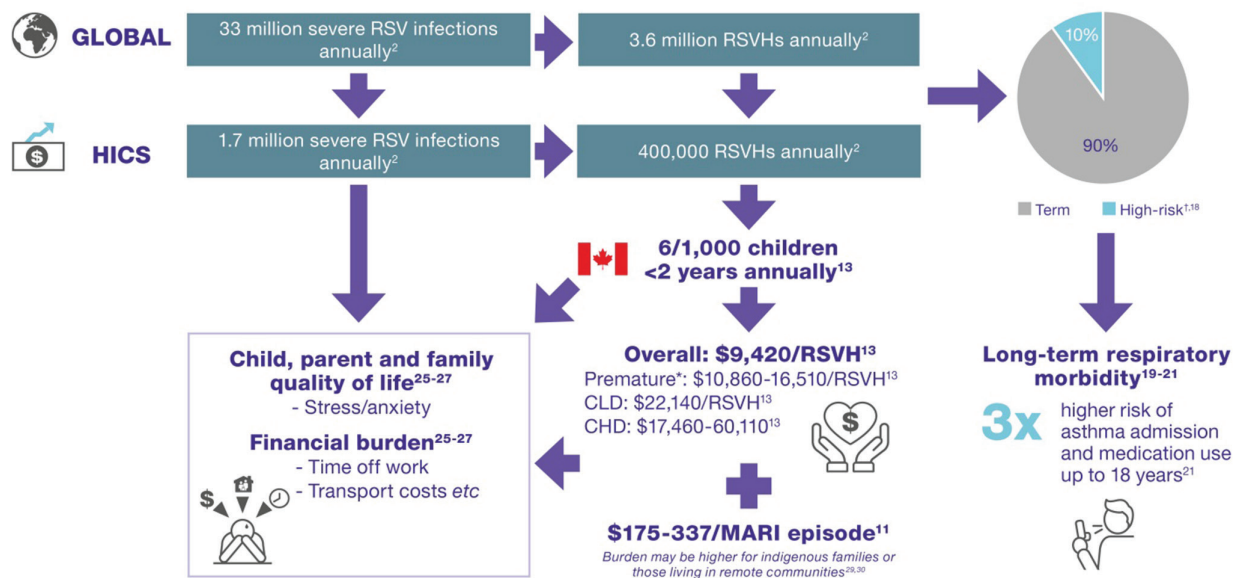 GLOBAL
33 million severe RSV infections
annually²
3.6 million RSVHs annually²
10%
90%
Term
High-risk†,18
HICS
1.7 million severe RSV infections
annually²
400,000 RSVHs annually²
6/1,000 children
<2 years annually¹³
Child, parent and family
quality of life²⁵⁻²⁷
- Stress/anxiety
Financial burden²⁵⁻²⁷
- Time off work
- Transport costs etc
$
Overall: $9,420/RSVH¹³
Premature*: $10,860-16,510/RSVH¹³
CLD: $22,140/RSVH¹³
CHD: $17,460-60,110¹³
$
$175-337/MARI episode¹¹
Burden may be higher for indigenous families or
those living in remote communities²⁹,³⁰
Long-term respiratory
morbidity¹⁹⁻²¹
3x
higher risk of
asthma admission
and medication use
up to 18 years²¹
$